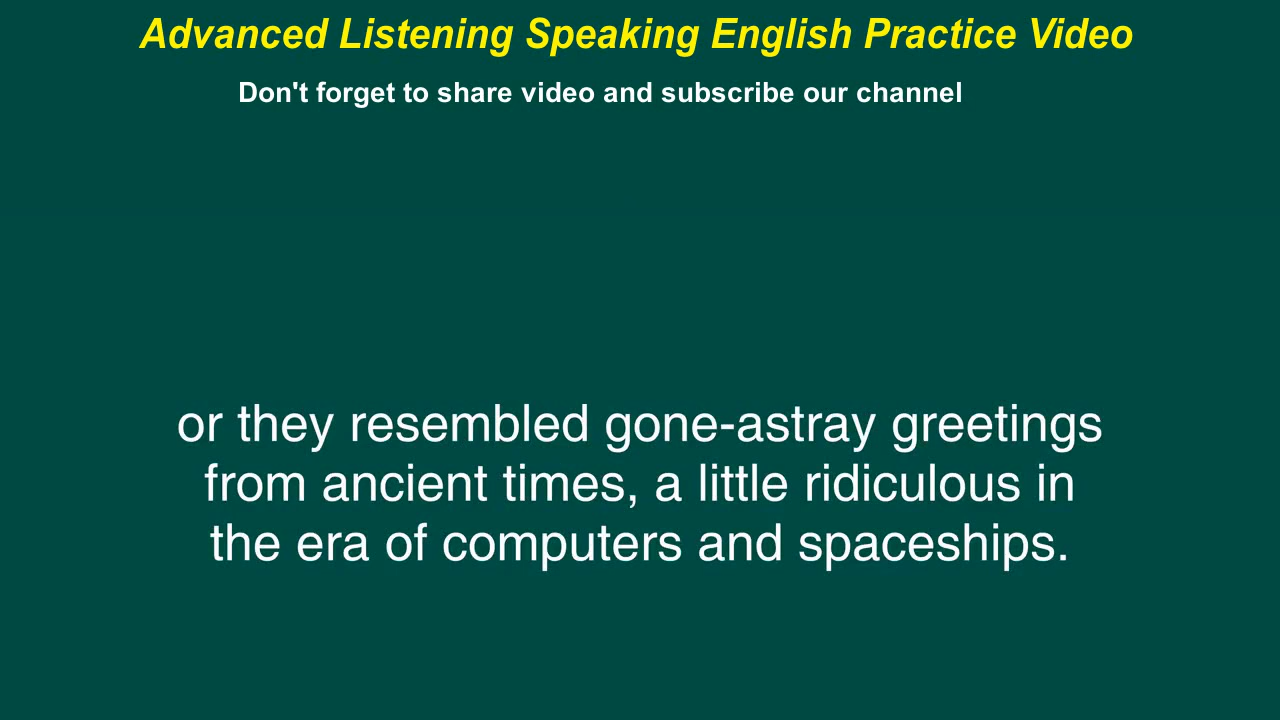 Advanced Listening Speaking English Practice Video
Don't forget to share video and subscribe our channel
or they resembled gone-astray greetings
from ancient times, a little ridiculous in
the era of computers and spaceships.